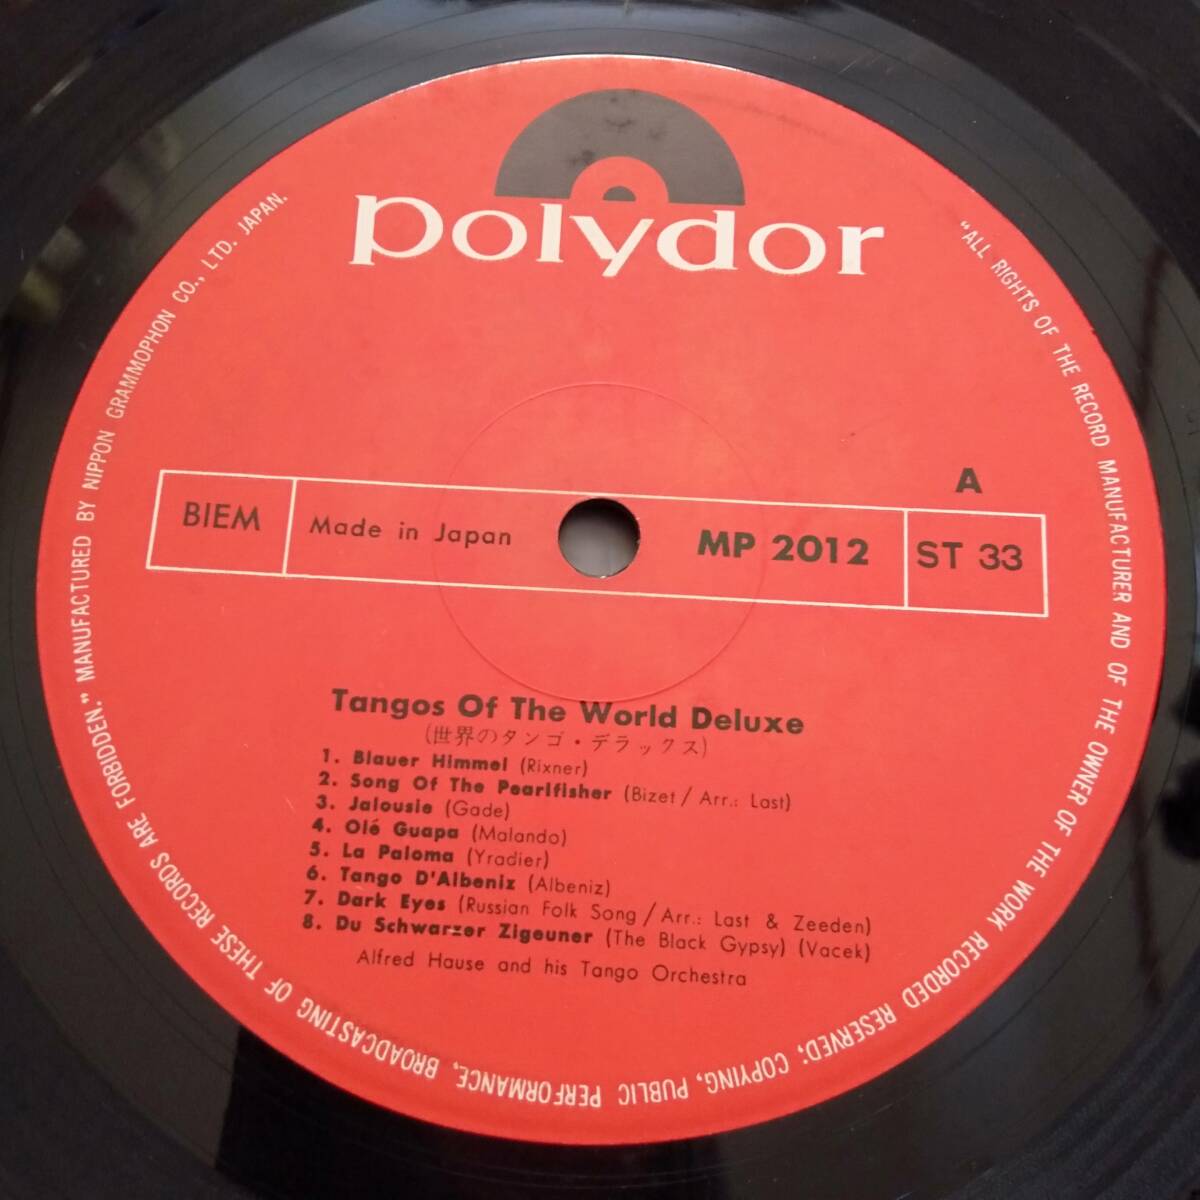 polydor
"ALL RIGHTS OF THE RECORD MANUFACTURER AND OF THE OWNER OF THE WORK RECORDED RESERVED; COPYING, PUBLIC PERFORMANCE, BROADCASTING OF THESE RECORDS ARE FORBIDDEN." MANUFACTURED BY NIPPON GRAMMOPHON CO., LTD. JAPAN.
A
BIEM Made in Japan MP 2012 ST 33
Tangos Of The World Deluxe
(世界のタンゴ・デラックス)
1. Blauer Himmel (Rixner)
2. Song Of The Pearlfisher (Bizet / Arr.: Last)
3. Jalousie (Gade)
4. Olé Guapa (Malando)
5. La Paloma (Yradier)
6. Tango D'Albeniz (Albeniz)
7. Dark Eyes (Russian Folk Song / Arr.: Last & Zeeden)
8. Du Schwarzer Zigeuner (The Black Gypsy) (Vacek)
Alfred Hause and his Tango Orchestra